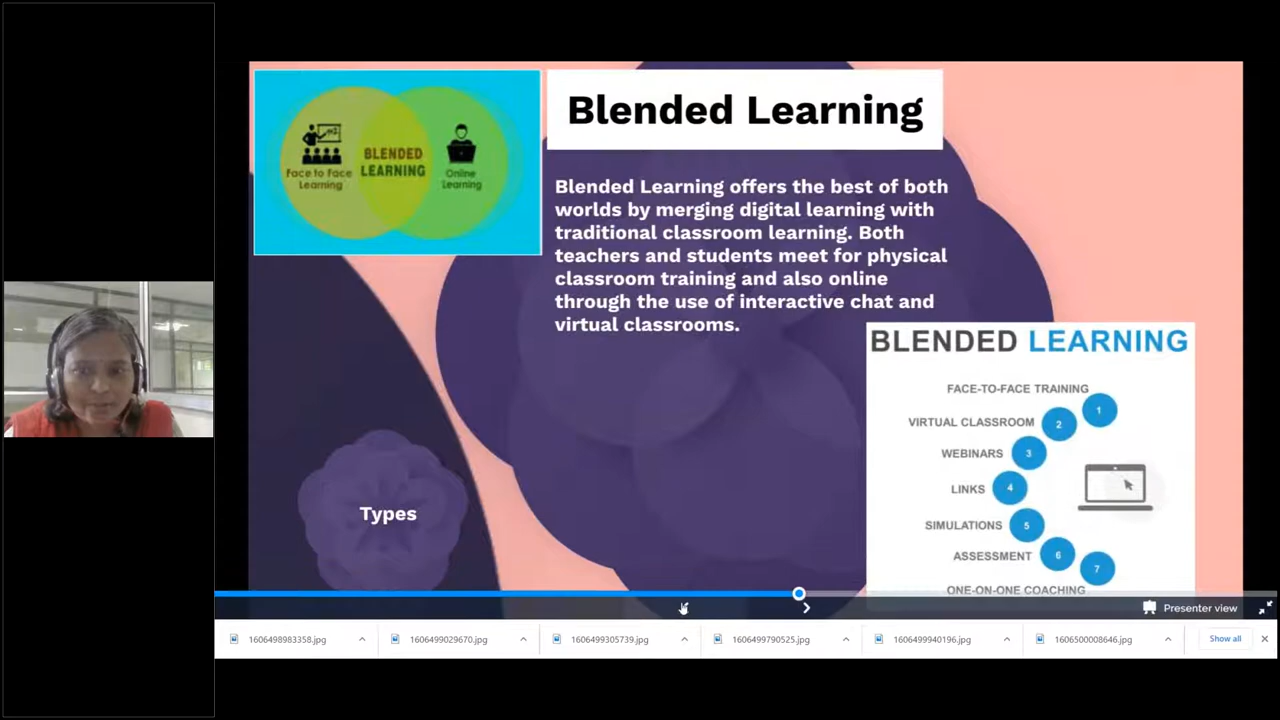 Blended Learning
Face to Face
Learning
BLENDED
LEARNING
Online
Learning
Blended Learning offers the best of both
worlds by merging digital learning with
traditional classroom learning. Both
teachers and students meet for physical
classroom training and also online
through the use of interactive chat and
virtual classrooms.
BLENDED LEARNING
FACE-TO-FACE TRAINING
1
VIRTUAL CLASSROOM
2
WEBINARS
3
LINKS
4
SIMULATIONS
5
ASSESSMENT
6
7
ONE-ON-ONE COACHING
Types
Presenter view
1606498983358.jpg
1606499029670.jpg
1606499305739.jpg
1606499790525.jpg
1606499940196.jpg
1606500008646.jpg
Show all